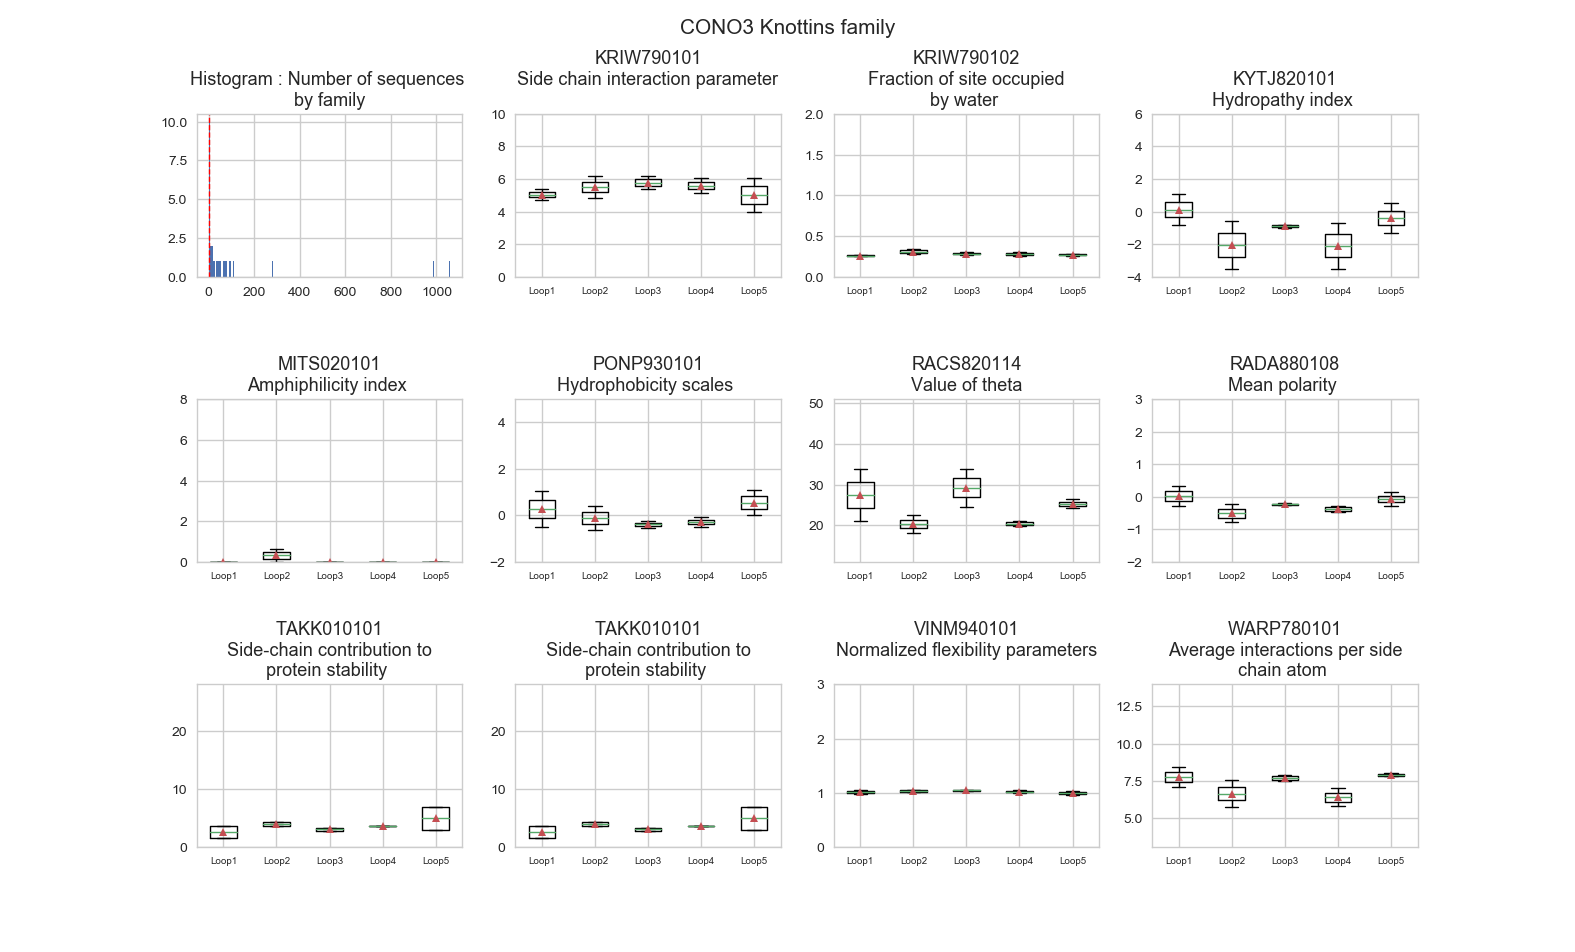 CONO3 Knottins family
Histogram : Number of sequences
by family
10.0
7.5
5.0
2.5
0.0
0 200 400 600 800 1000
KRIW790101
Side chain interaction parameter
10
8
6
4
2
0
Loop1 Loop2 Loop3 Loop4 Loop5
KRIW790102
Fraction of site occupied
by water
2.0
1.5
1.0
0.5
0.0
Loop1 Loop2 Loop3 Loop4 Loop5
KYTJ820101
Hydropathy index
6
4
2
0
−2
−4
Loop1 Loop2 Loop3 Loop4 Loop5
MITS020101
Amphiphilicity index
8
6
4
2
0
Loop1 Loop2 Loop3 Loop4 Loop5
PONP930101
Hydrophobicity scales
4
2
0
−2
Loop1 Loop2 Loop3 Loop4 Loop5
RACS820114
Value of theta
50
40
30
20
Loop1 Loop2 Loop3 Loop4 Loop5
RADA880108
Mean polarity
3
2
1
0
−1
−2
Loop1 Loop2 Loop3 Loop4 Loop5
TAKK010101
Side-chain contribution to
protein stability
20
10
0
Loop1 Loop2 Loop3 Loop4 Loop5
TAKK010101
Side-chain contribution to
protein stability
20
10
0
Loop1 Loop2 Loop3 Loop4 Loop5
VINM940101
Normalized flexibility parameters
3
2
1
0
Loop1 Loop2 Loop3 Loop4 Loop5
WARP780101
Average interactions per side
chain atom
12.5
10.0
7.5
5.0
Loop1 Loop2 Loop3 Loop4 Loop5